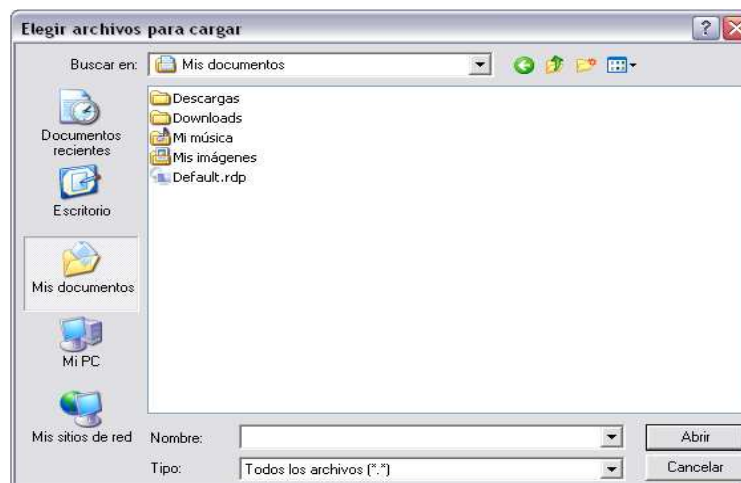 Elegir archivos para cargar
Buscar en:
Mis documentos
Documentos
recientes
Escritorio
Mis documentos
Mi PC
Mis sitios de red
Descargas
Downloads
Mi música
Mis imágenes
Default.rdp
Nombre:
Abrir
Tipo:
Todos los archivos (*.*)
Cancelar